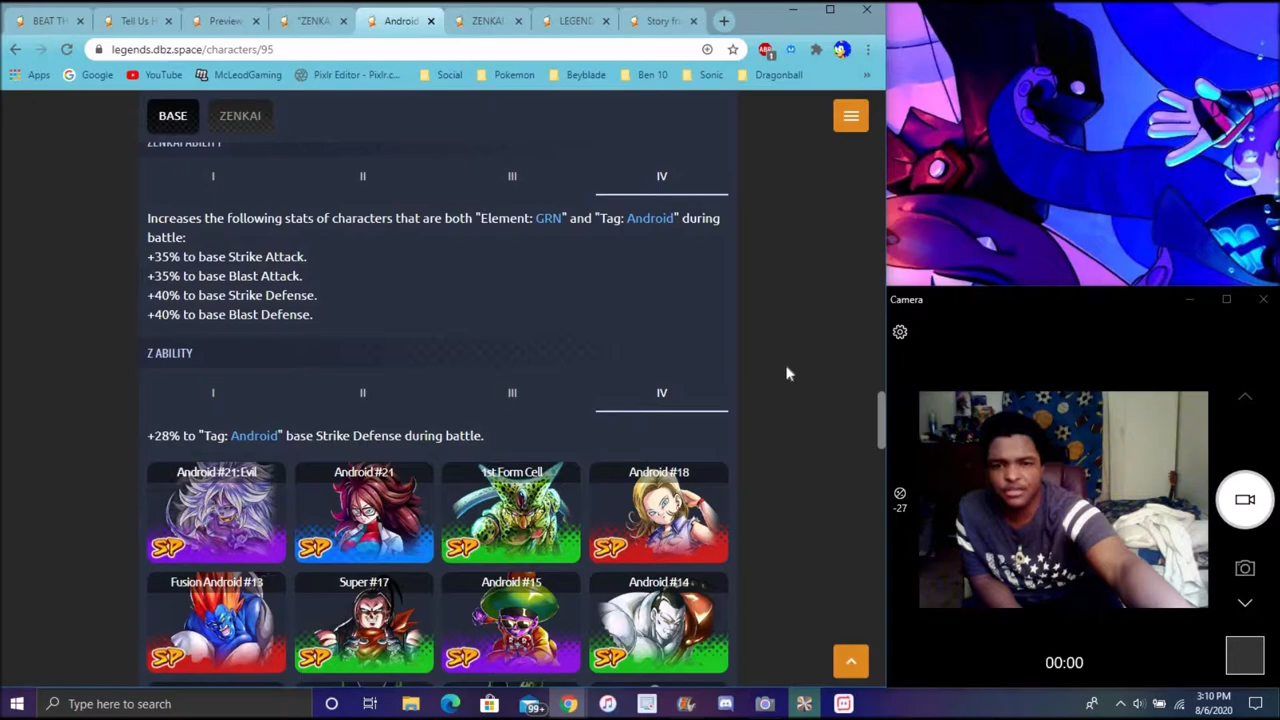 BEAT TH
Tell Us H
Preview
"ZENKA
Android
ZENKAI
LEGEND
Story fro
legends.dbz.space/characters/95
Apps
Google
YouTube
McLeodGaming
Pixlr Editor - Pixlr.c...
Social
Pokemon
Beyblade
Ben 10
Sonic
Dragonball
»
BASE
ZENKAI
ZENKAI ABILITY
I II III IV
Increases the following stats of characters that are both "Element: GRN" and "Tag: Android" during
battle:
+35% to base Strike Attack.
+35% to base Blast Attack.
+40% to base Strike Defense.
+40% to base Blast Defense.
Z ABILITY
I II III IV
+28% to "Tag: Android" base Strike Defense during battle.
Android #21: Evil
Android #21
1st Form Cell
Android #18
SP
SP
SP
SP
Fusion Android #13
Super #17
Android #15
Android #14
SP
SP
SP
SP
Camera
-27
00:00
Type here to search
99+
3:10 PM
8/6/2020